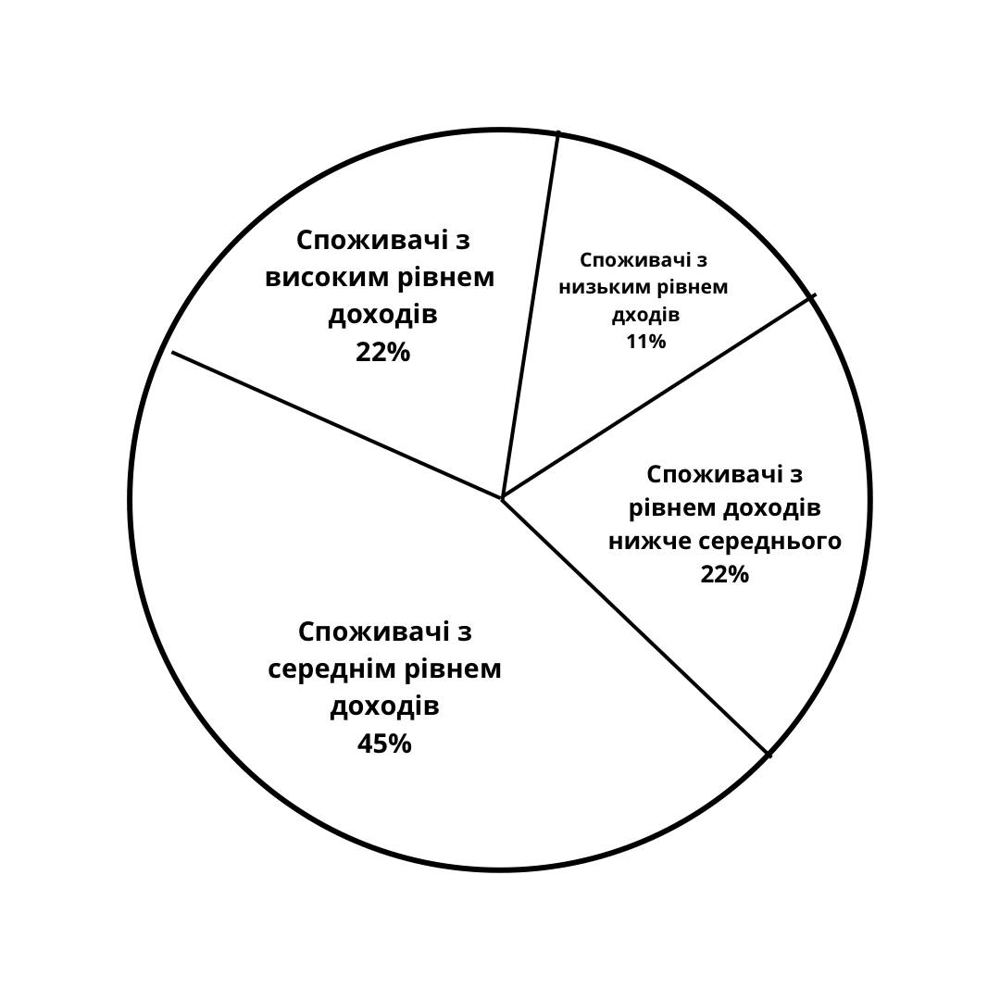 Споживачі з
високим рівнем
доходів
22%
Споживачі з
низьким рівнем
дходів
11%
Споживачі з
рівнем доходів
нижче середнього
22%
Споживачі з
середнім рівнем
доходів
45%